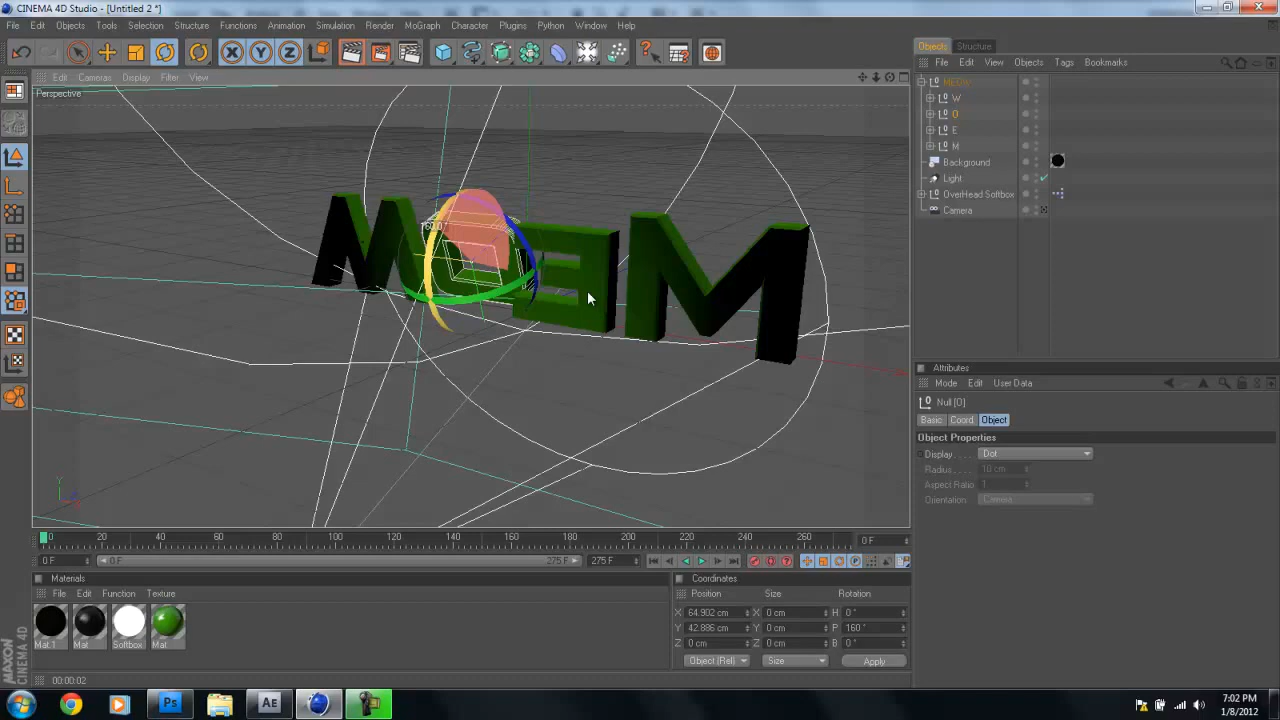 CINEMA 4D Studio - [Untitled 2 *]
File Edit Objects Tools Selection Structure Functions Animation Simulation Render MoGraph Character Plugins Python Window Help
Objects Structure
File Edit View Objects Tags Bookmarks
Edit Cameras Display Filter View
Perspective
MEOW
W
O
E
M
Background
Light
OverHead Softbox
Camera
160.0°
M E M
Attributes
Mode Edit User Data
Null [O]
Basic Coord. Object
Object Properties
Display Dot
Radius 10 cm
Aspect Ratio 1
Orientation Camera
0 20 40 60 80 100 120 140 160 180 200 220 240 260 0 F
0 F 0 F 275 F 275 F
Materials
File Edit Function Texture
Mat.1 Mat Softbox Mat
Coordinates
Position Size Rotation
X 64.902 cm X 0 cm H 0 °
Y 42.886 cm Y 0 cm P 160 °
Z 0 cm Z 0 cm B 0 °
Object (Rel) Size Apply
MAXON CINEMA 4D
00:00:02
Ps Ae
7:02 PM
1/8/2012